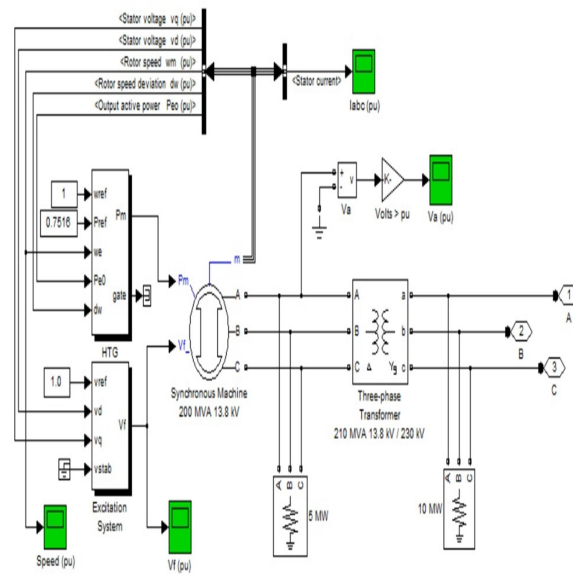 <Stator voltage vq (pu)>
<Stator voltage vd (pu)>
<Rotor speed wm (pu)>
<Rotor speed deviation dw (pu)>
<Output active power Peo (pu)>
<Stator current>
Iabc (pu)
+
-
v
Va
K-
Volts > pu
Va (pu)
1
wref
0.7516
Pref
we
Pe0
dw
Pm
gate
HTG
m
Pm
Vf_
A
B
C
Synchronous Machine
200 MVA 13.8 kV
A
B
C
Δ
Yg
a
b
c
Three-phase
Transformer
210 MVA 13.8 kV / 230 kV
1
A
2
B
3
C
1.0
vref
vd
vq
vstab
Vf
Excitation
System
Speed (pu)
Vf (pu)
A
B
C
5 MW
A
B
C
10 MW